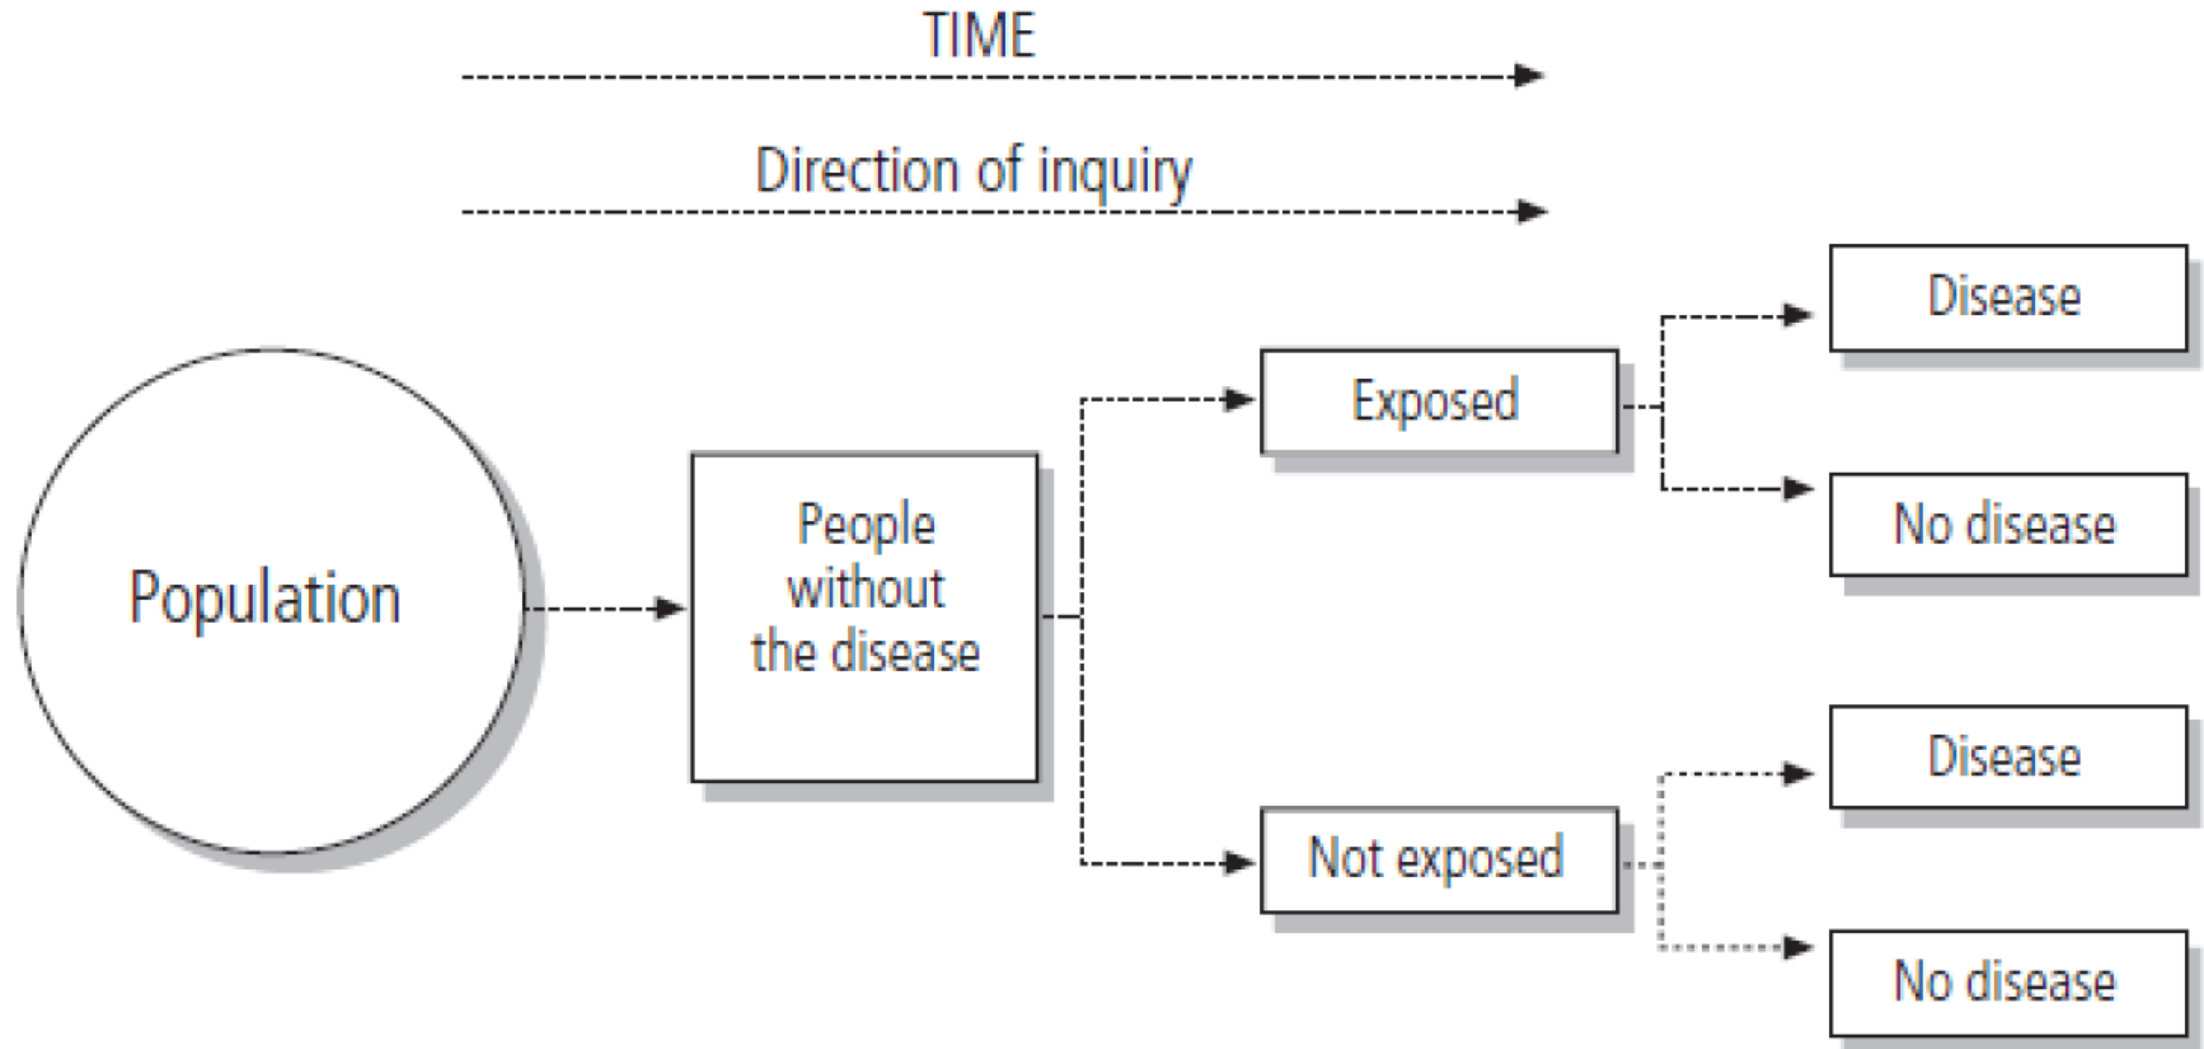 TIME
Direction of inquiry
Population
People
without
the disease
Exposed
Not exposed
Disease
No disease
Disease
No disease